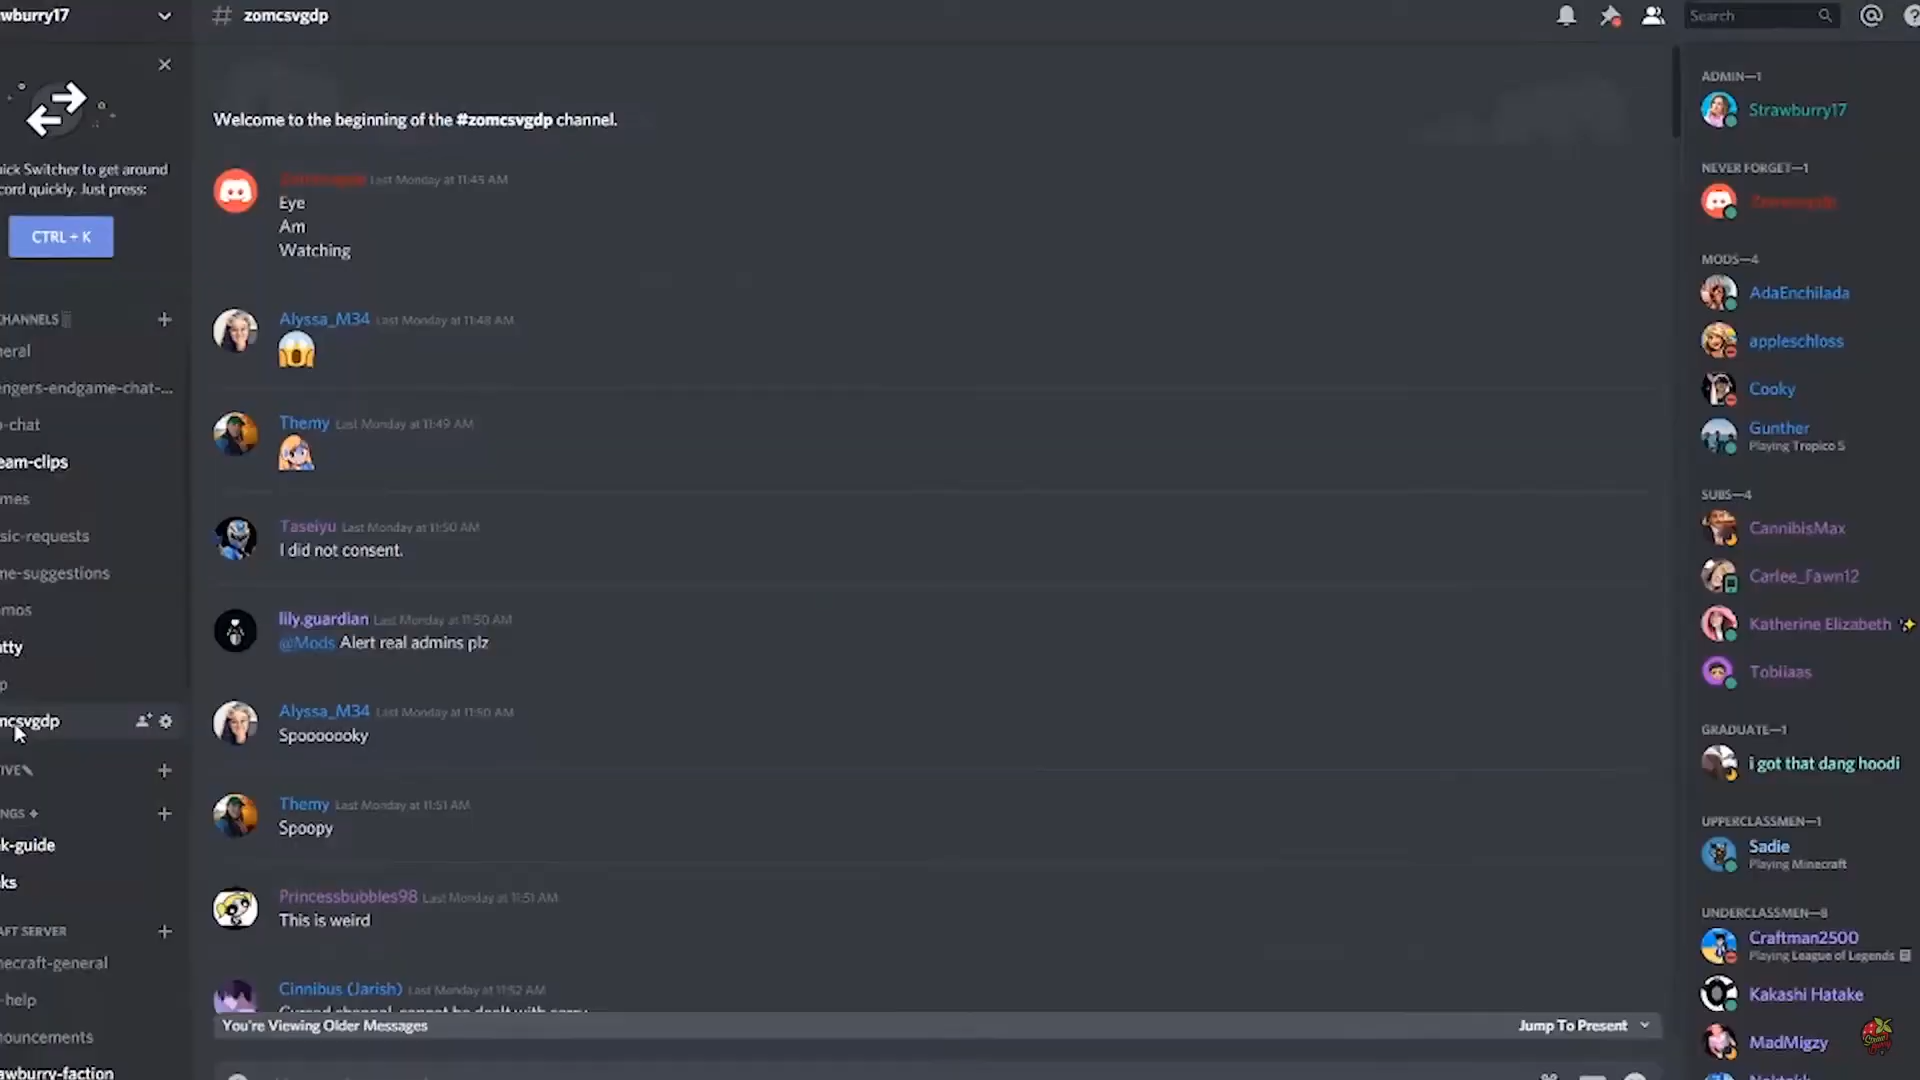 wburry17
zomcsvgdp
Search
Welcome to the beginning of the #zomcsvgdp channel.
uick Switcher to get around
cord quickly. Just press:
CTRL + K
HANNELS
eral
engers-endgame-chat-...
o-chat
eam-clips
mes
sic-requests
me-suggestions
mos
atty
p
mcsvgdp
IVE
NGS
k-guide
ks
AFT SERVER
necraft-general
-help
nouncements
awburry-faction
Last Monday at 11:45 AM
Eye
Am
Watching
Alyssa_M34 Last Monday at 11:48 AM
Themy Last Monday at 11:49 AM
Taseiyu Last Monday at 11:50 AM
I did not consent.
lily.guardian Last Monday at 11:50 AM
@Mods Alert real admins plz
Alyssa_M34 Last Monday at 11:50 AM
Spooooooky
Themy Last Monday at 11:51 AM
Spoopy
Princessbubbles98 Last Monday at 11:51 AM
This is weird
Cinnibus (Jarish) Last Monday at 11:52 AM
You're Viewing Older Messages
Jump To Present
ADMIN—1
Strawburry17
NEVER FORGET—1
MODS—4
AdaEnchilada
appleschloss
Cooky
Gunther
Playing Tropico 5
SUBS—4
CannibisMax
Carlee_Fawn12
Katherine Elizabeth
Tobiiaas
GRADUATE—1
i got that dang hoodi
UPPERCLASSMEN—1
Sadie
Playing Minecraft
UNDERCLASSMEN—8
Craftman2500
Playing League of Legends
Kakashi Hatake
MadMigzy